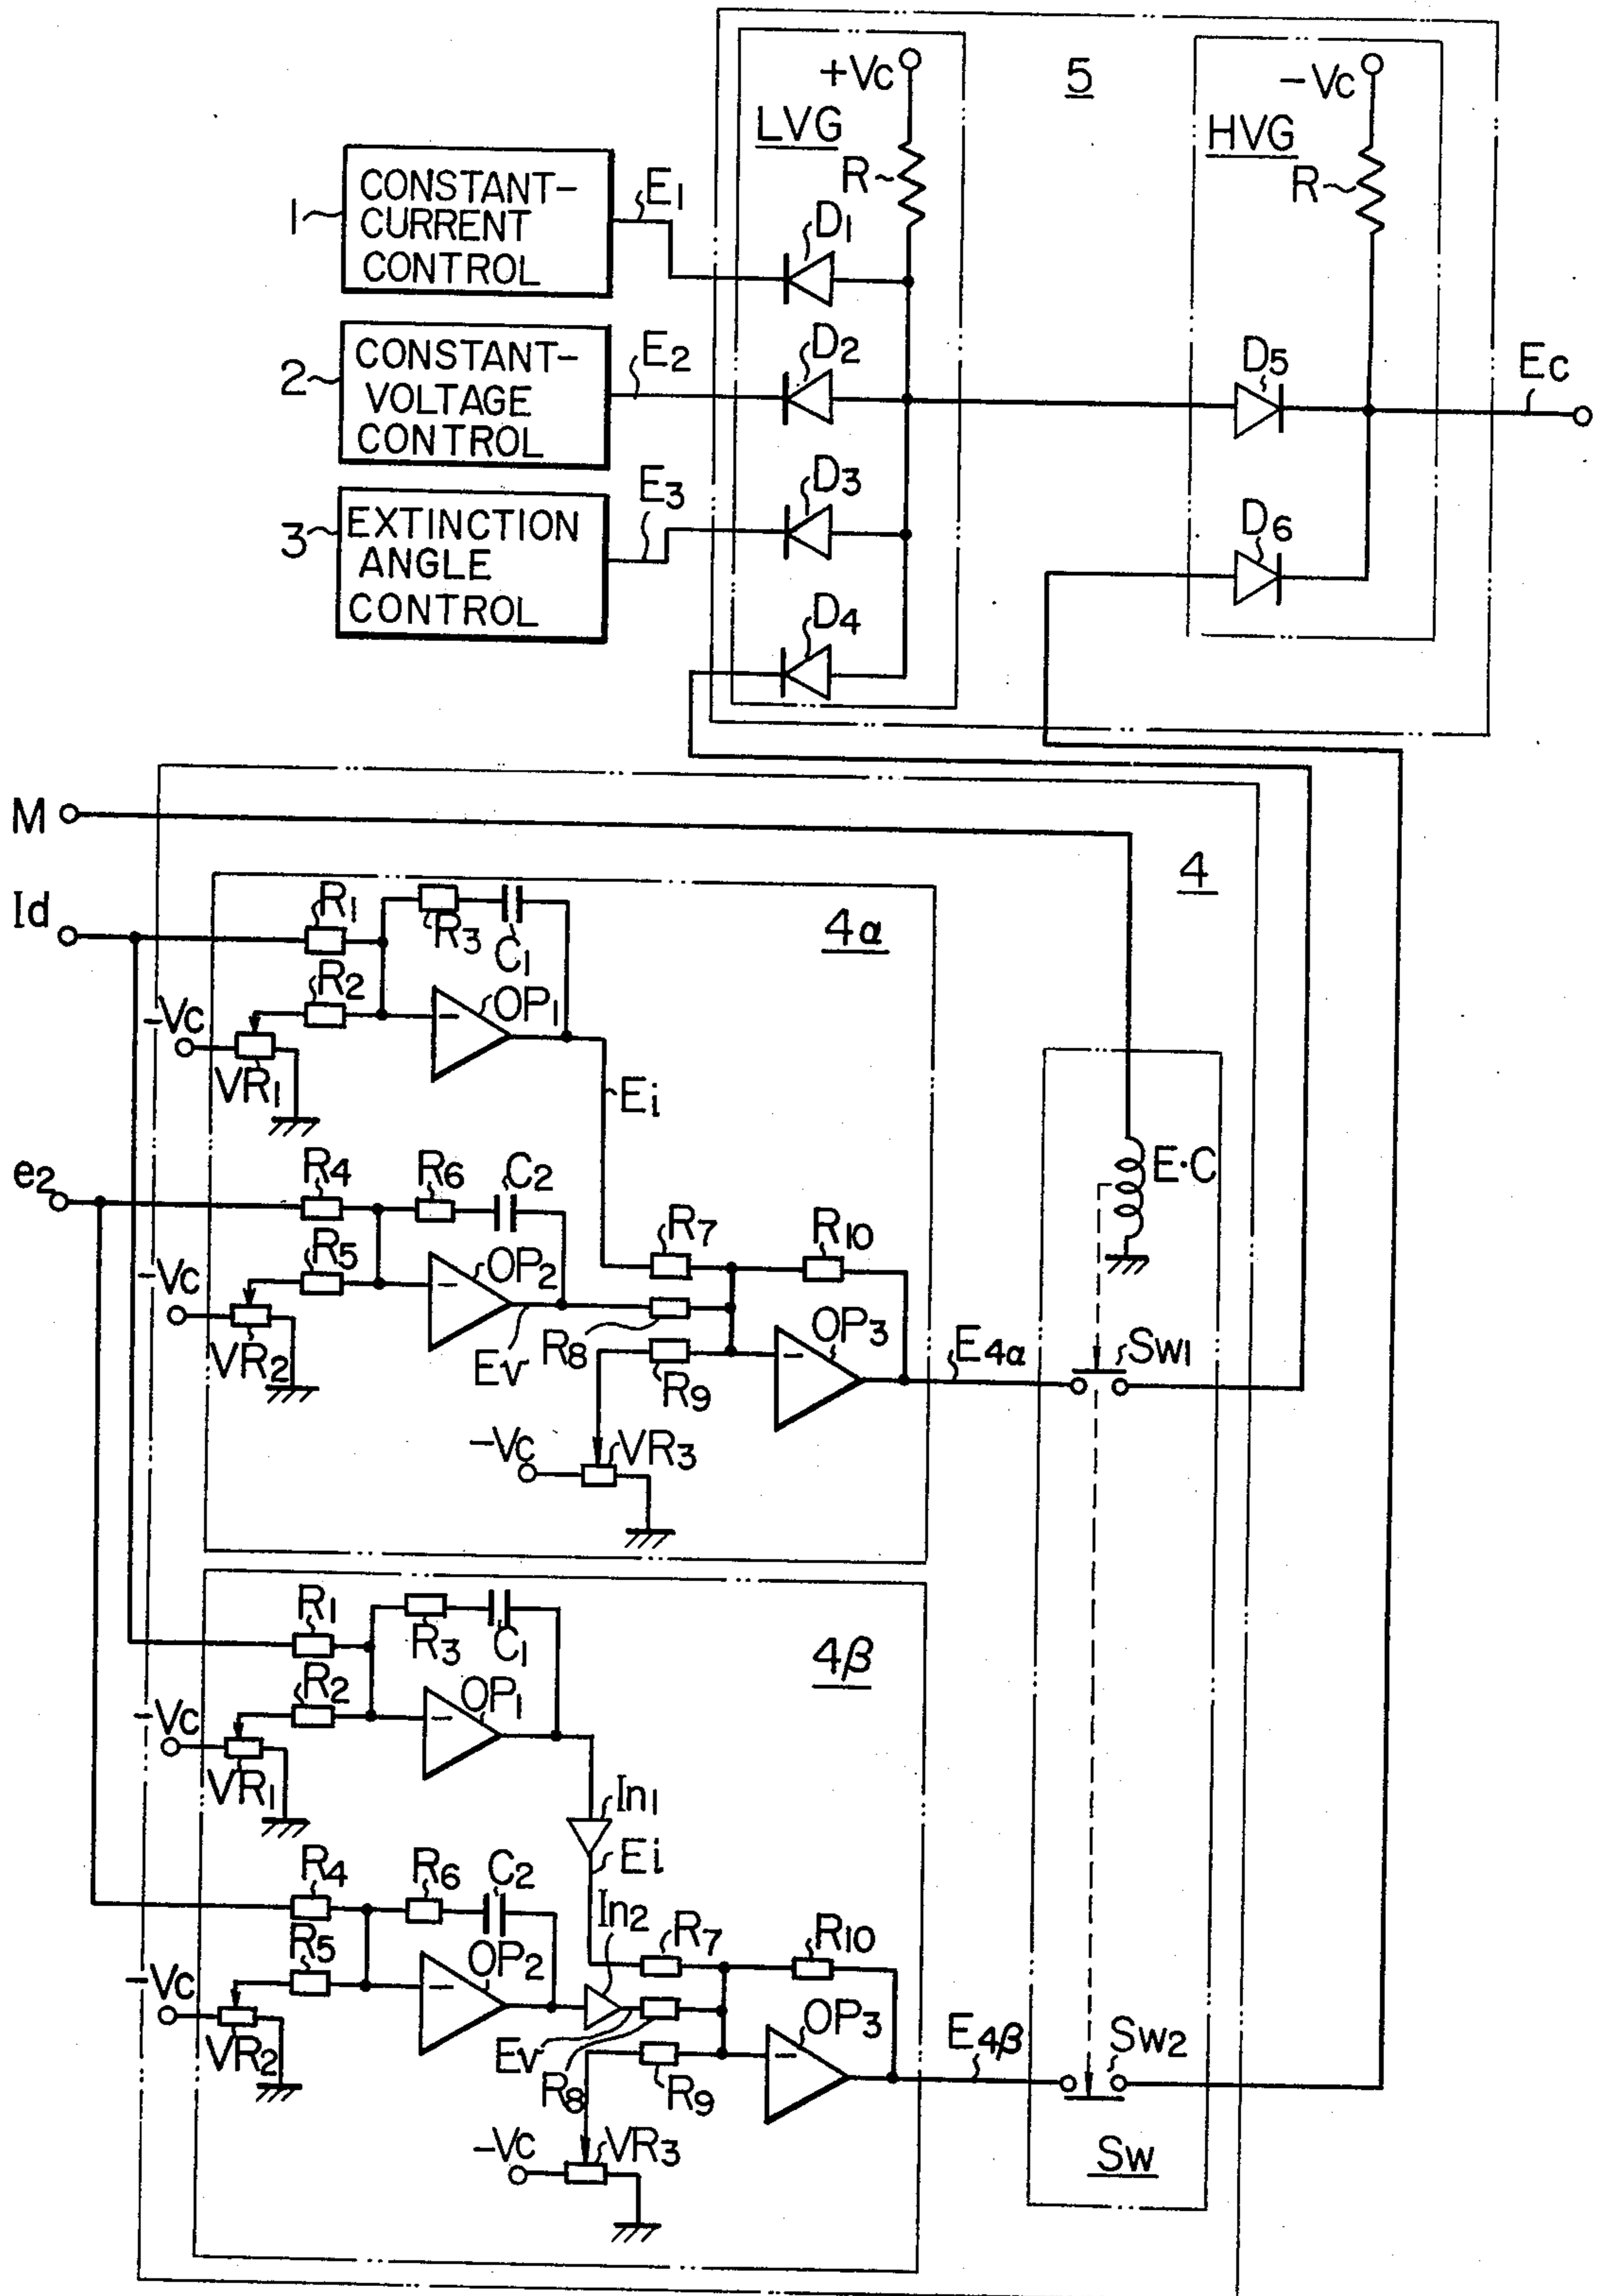 5
+Vc
LVG
R
-Vc
HVG
R
1
CONSTANT-
CURRENT
CONTROL
E1
D1
2
CONSTANT-
VOLTAGE
CONTROL
E2
D2
D5
Ec
3
EXTINCTION
ANGLE
CONTROL
E3
D3
D6
D4
M
4
Id
R1
R3
C1
4α
R2
OP1
-Vc
VR1
Ei
E·C
e2
R4
R6
C2
R5
OP2
-Vc
VR2
Ev
R7
R10
R8
R9
OP3
E4α
SW1
-Vc
VR3
R1
R3
C1
4β
R2
OP1
-Vc
VR1
In1
Ei
R4
R6
C2
In2
R5
OP2
-Vc
VR2
Ev
R7
R10
R8
R9
OP3
E4β
SW2
-Vc
VR3
SW